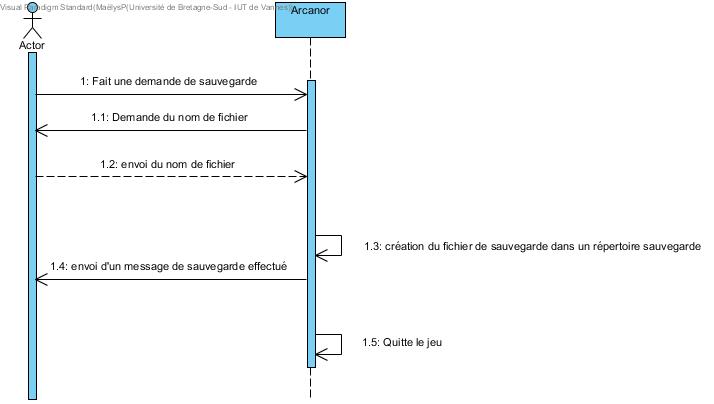 Visual Paradigm Standard(MaëlysP(Université de Bretagne-Sud - IUT de Vannes))
Arcanor
Actor
1: Fait une demande de sauvegarde
1.1: Demande du nom de fichier
1.2: envoi du nom de fichier
1.3: création du fichier de sauvegarde dans un répertoire sauvegarde
1.4: envoi d'un message de sauvegarde effectué
1.5: Quitte le jeu